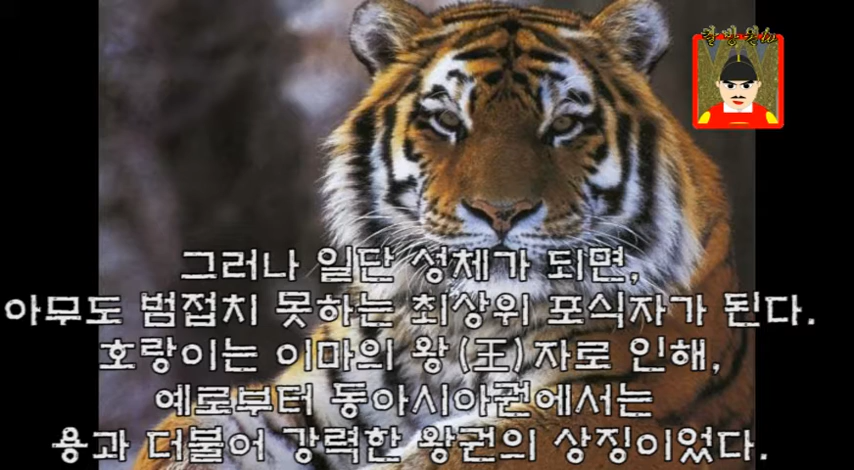 그러나 일단 성체가 되면,
아무도 범접치 못하는 최상위 포식자가 된다.
호랑이는 이마의 왕(王)자로 인해,
예로부터 동아시아권에서는
용과 더불어 강력한 왕권의 상징이었다.